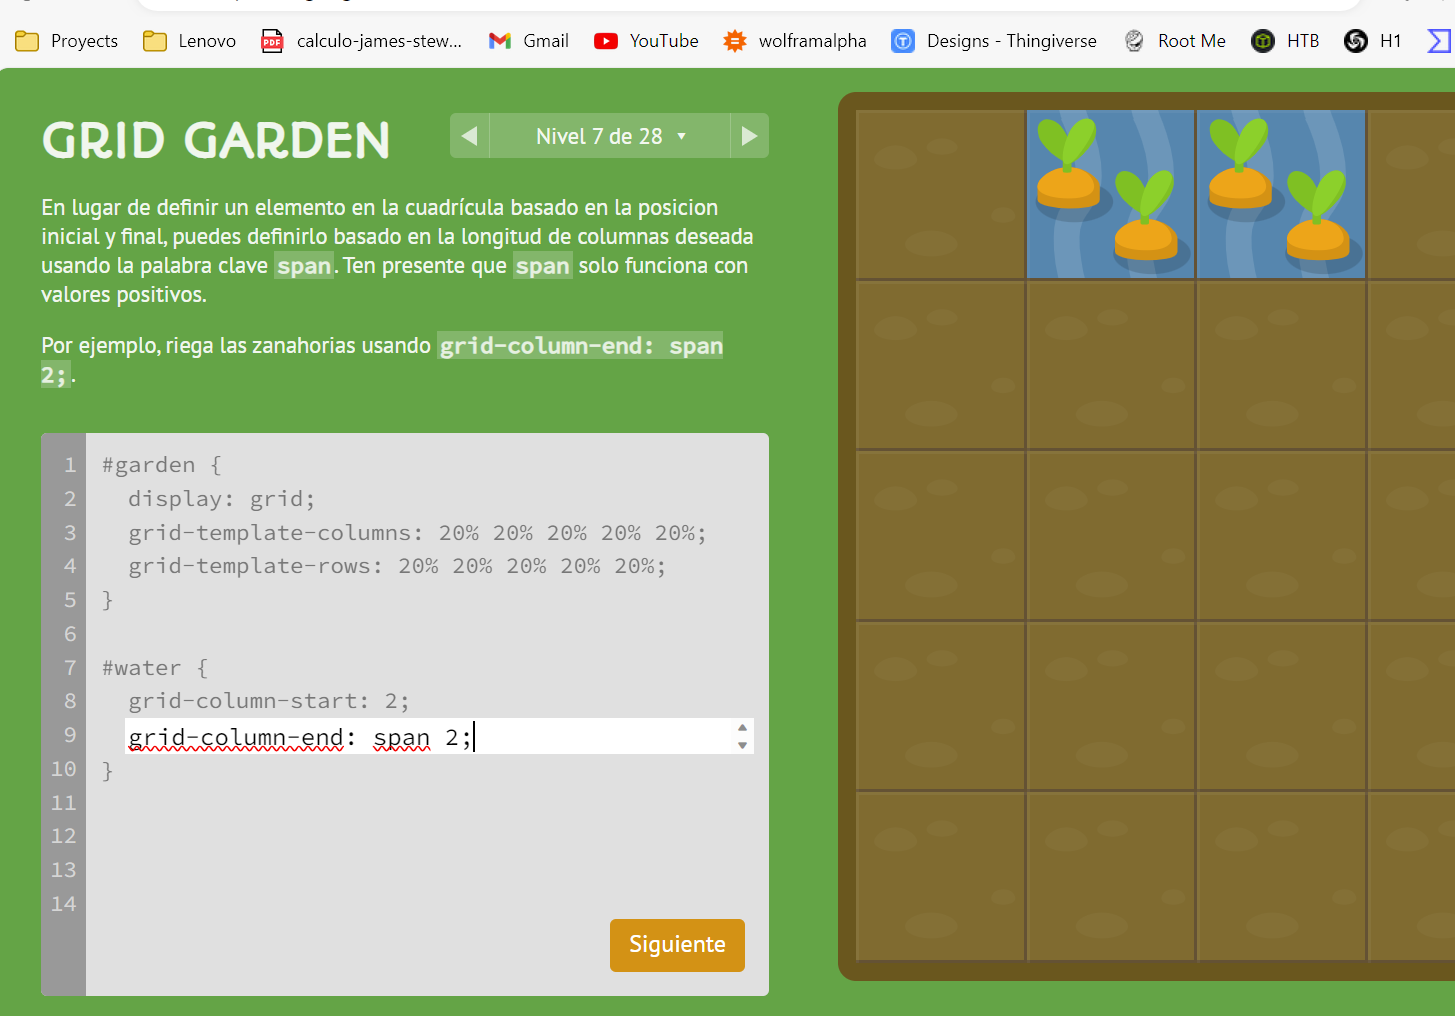 Proyects
Lenovo
calculo-james-stew...
Gmail
YouTube
wolframalpha
Designs - Thingiverse
Root Me
HTB
H1
GRID GARDEN
Nivel 7 de 28
En lugar de definir un elemento en la cuadrícula basado en la posicion
inicial y final, puedes definirlo basado en la longitud de columnas deseada
usando la palabra clave span. Ten presente que span solo funciona con
valores positivos.
Por ejemplo, riega las zanahorias usando grid-column-end: span
2;.
1 #garden {
2 display: grid;
3 grid-template-columns: 20% 20% 20% 20% 20%;
4 grid-template-rows: 20% 20% 20% 20% 20%;
5 }
6
7 #water {
8 grid-column-start: 2;
9 grid-column-end: span 2;
10 }
11
12
13
14
Siguiente